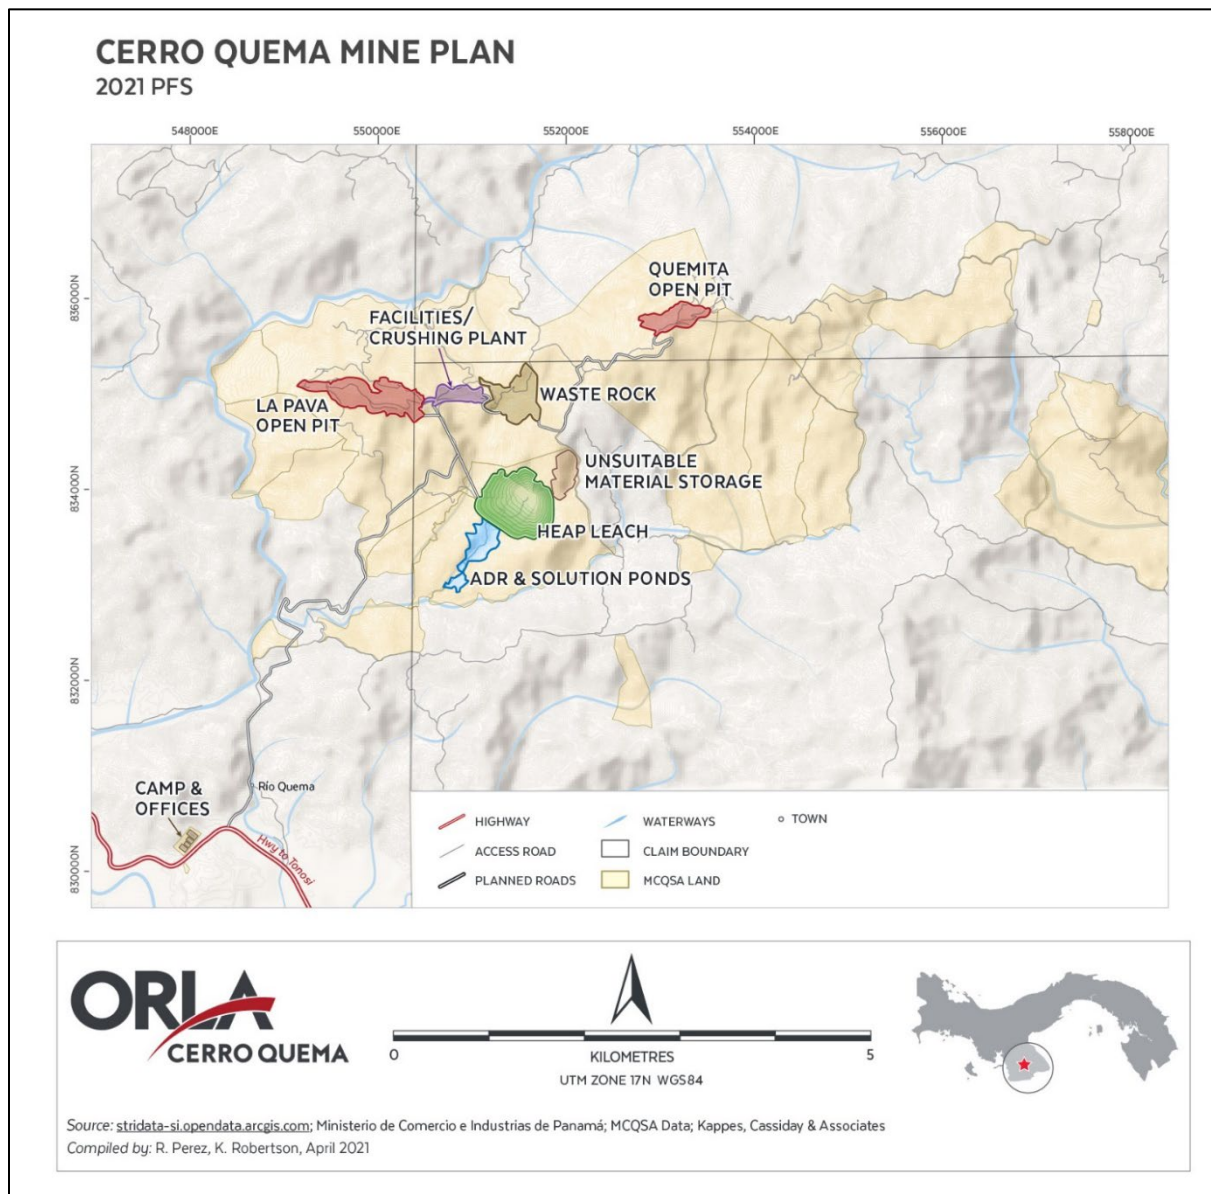 CERRO QUEMA MINE PLAN
2021 PFS
548000E
550000E
552000E
554000E
556000E
558000E
836000N
834000N
832000N
830000N
QUEMITA
OPEN PIT
FACILITIES/
CRUSHING PLANT
LA PAVA
OPEN PIT
WASTE ROCK
UNSUITABLE
MATERIAL STORAGE
HEAP LEACH
ADR & SOLUTION PONDS
CAMP &
OFFICES
Río Quema
Hwy to Tonosí
HIGHWAY
WATERWAYS
TOWN
ACCESS ROAD
CLAIM BOUNDARY
PLANNED ROADS
MCQSA LAND
ORLA
CERRO QUEMA
0
5
KILOMETRES
UTM ZONE 17N WGS84
Source: stridata-si.opendata.arcgis.com; Ministerio de Comercio e Industrias de Panamá; MCQSA Data; Kappes, Cassiday & Associates
Compiled by: R. Perez, K. Robertson, April 2021